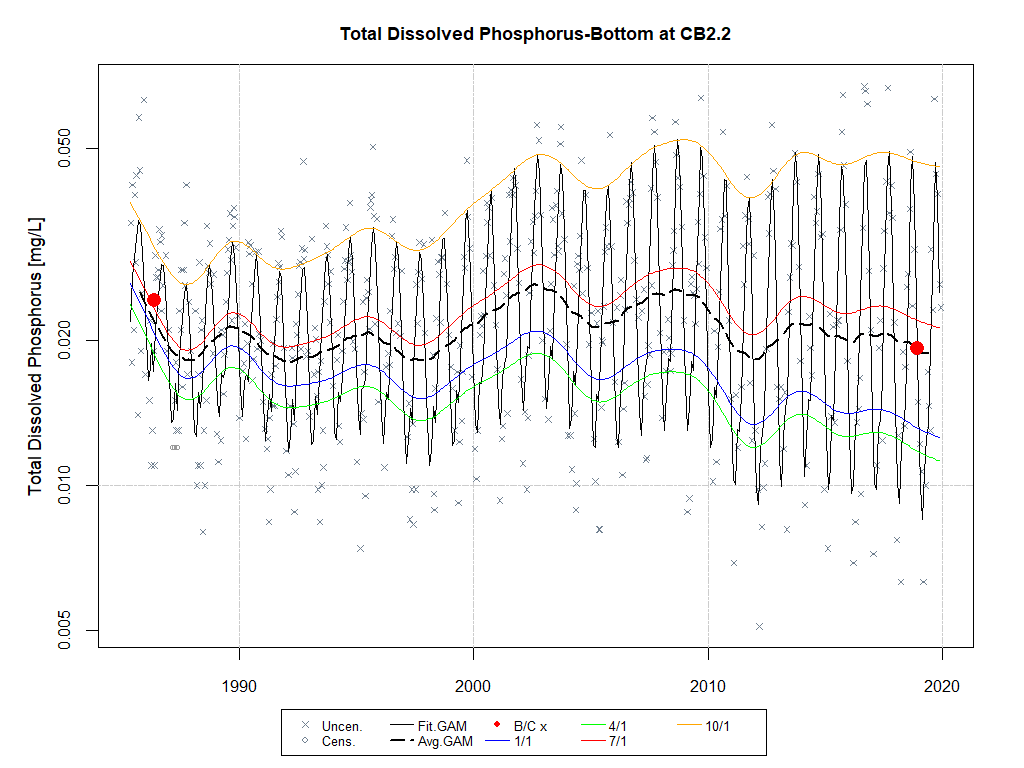 Total Dissolved Phosphorus-Bottom at CB2.2
Total Dissolved Phosphorus [mg/L]
0.050
0.020
0.010
0.005
1990 2000 2010 2020
Uncen. Fit.GAM B/C x 4/1 10/1
Cens. Avg.GAM 1/1 7/1